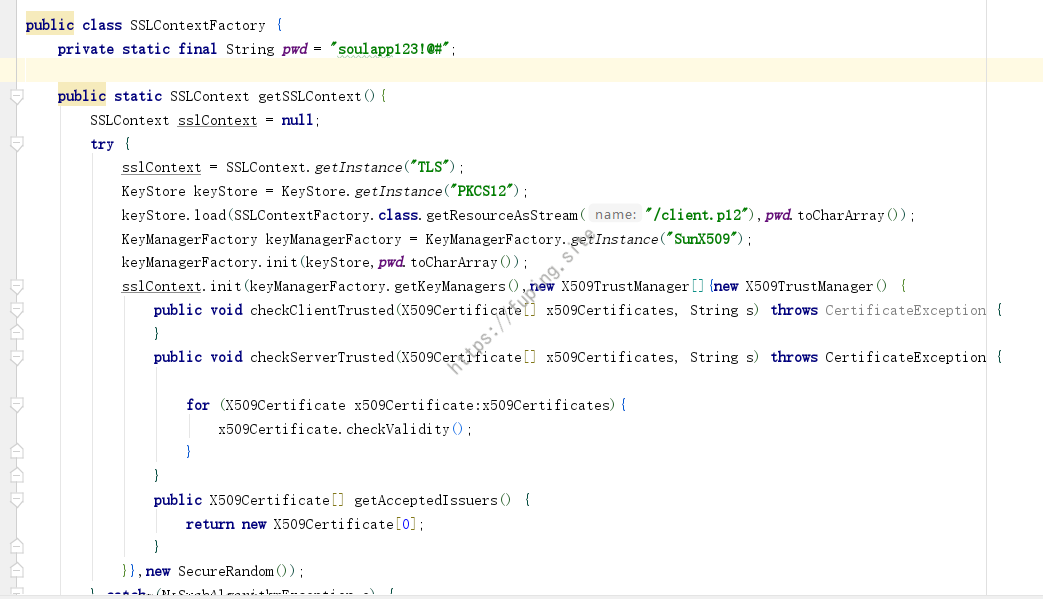 public class SSLContextFactory {
private static final String pwd = "soulapp123!@#";
public static SSLContext getSSLContext(){
SSLContext sslContext = null;
try {
sslContext = SSLContext.getInstance("TLS");
KeyStore keyStore = KeyStore.getInstance("PKCS12");
keyStore.load(SSLContextFactory.class.getResourceAsStream( name: "/client.p12"),pwd.toCharArray());
KeyManagerFactory keyManagerFactory = KeyManagerFactory.getInstance("SunX509");
keyManagerFactory.init(keyStore,pwd.toCharArray());
sslContext.init(keyManagerFactory.getKeyManagers(),new X509TrustManager[]{new X509TrustManager() {
public void checkClientTrusted(X509Certificate[] x509Certificates, String s) throws CertificateException {
}
public void checkServerTrusted(X509Certificate[] x509Certificates, String s) throws CertificateException {
for (X509Certificate x509Certificate:x509Certificates){
x509Certificate.checkValidity();
}
}
public X509Certificate[] getAcceptedIssuers() {
return new X509Certificate[0];
}
}},new SecureRandom());
} catch (NoSuchAlgorithmException e) {
https://fuping.site